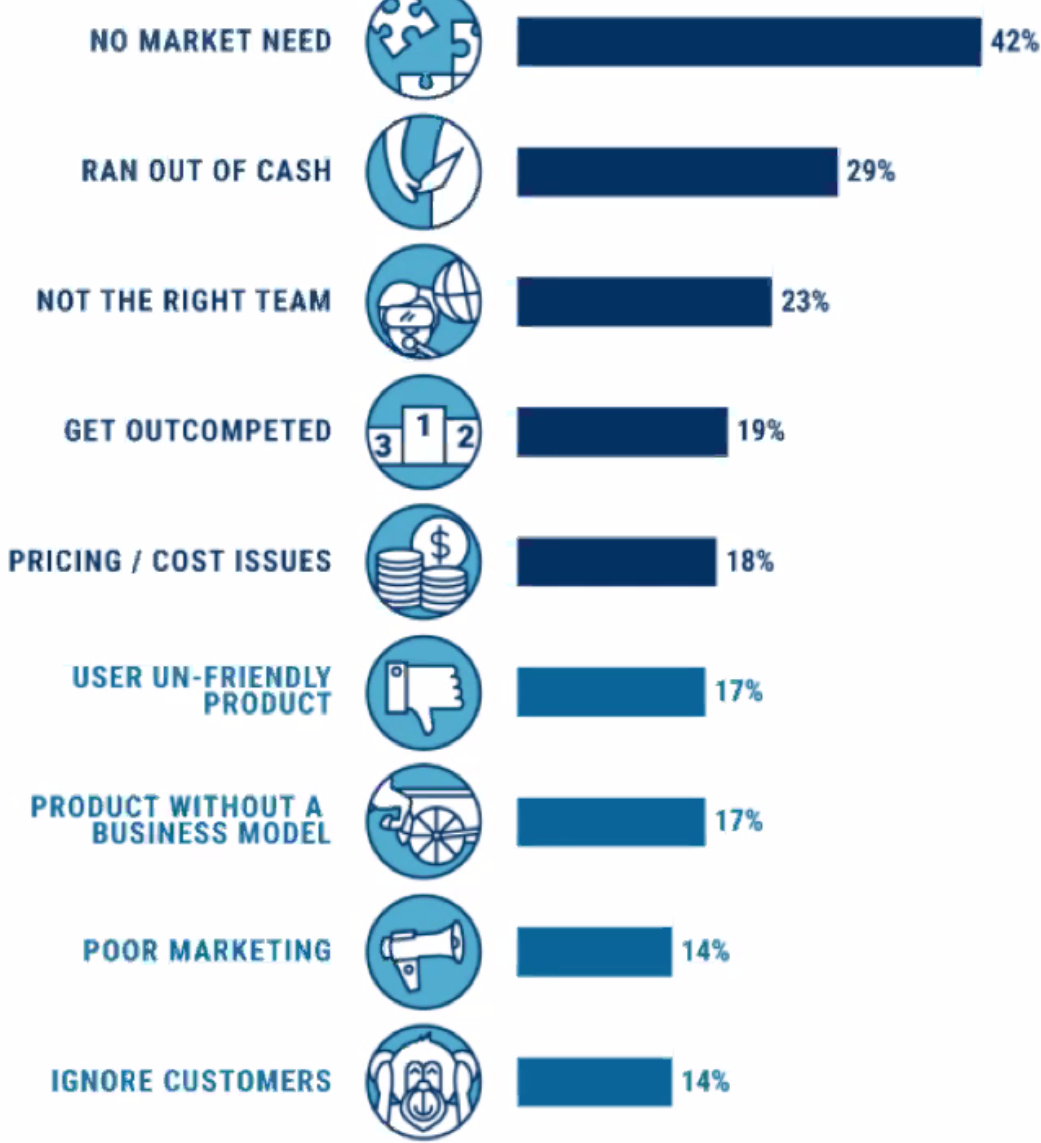 NO MARKET NEED
42%
RAN OUT OF CASH
29%
NOT THE RIGHT TEAM
23%
GET OUTCOMPETED
3 1 2
19%
PRICING / COST ISSUES
$
18%
USER UN-FRIENDLY
PRODUCT
17%
PRODUCT WITHOUT A
BUSINESS MODEL
17%
POOR MARKETING
14%
IGNORE CUSTOMERS
14%